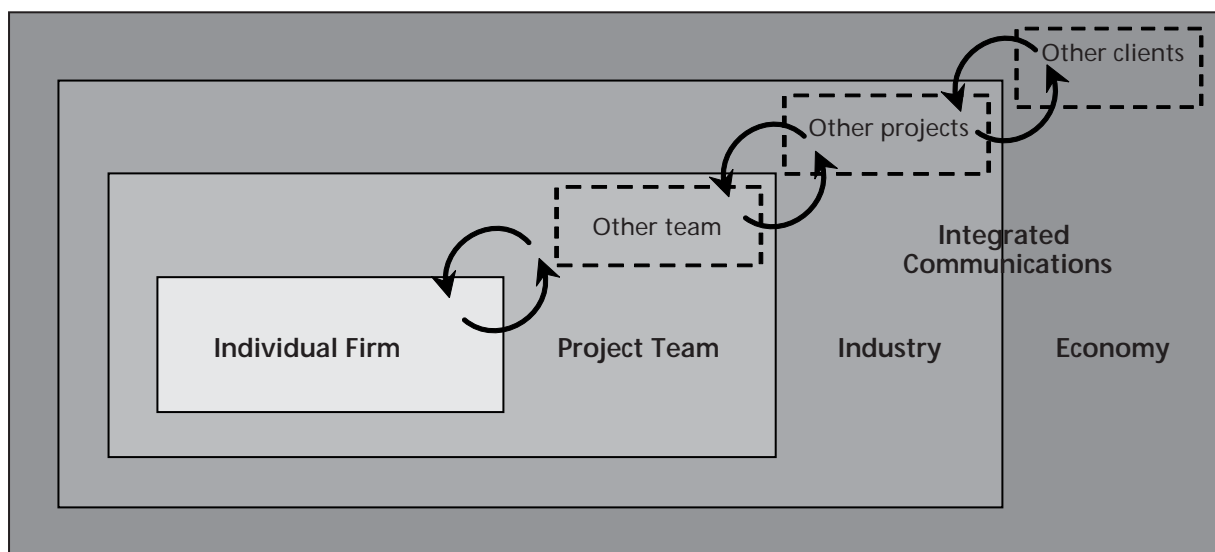 Other clients
Other projects
Other team
Integrated
Communications
Individual Firm
Project Team
Industry
Economy